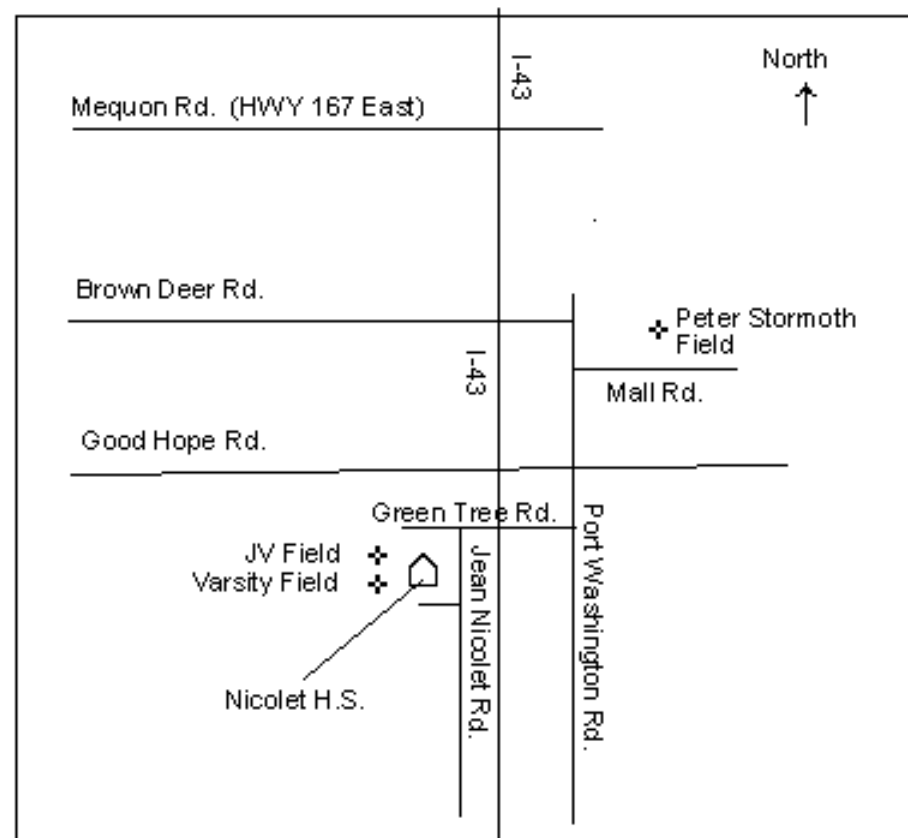 I-43
North
Mequon Rd. (HWY 167 East)
Brown Deer Rd.
Peter Stormoth
Field
I-43
Mall Rd.
Good Hope Rd.
Green Tree Rd.
Port Washington Rd.
JV Field
Varsity Field
Jean Nicolet Rd.
Nicolet H.S.